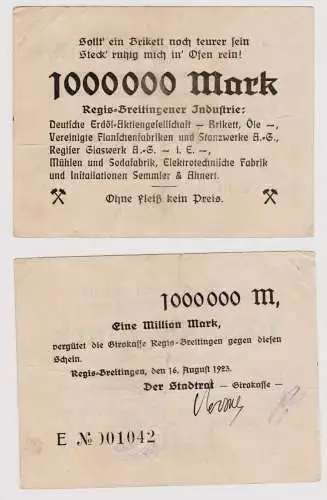 Sollt' ein Brikett noch teurer sein
Steck' ruhig mich in' Ofen rein!
1000000 Mark
Regis-Breitingener Industrie:
Deutsche Erdöl-Aktiengesellschaft — Brikett, Öle —,
Vereinigte Flanschenfabriken und Stanzwerke A.-G.,
Regiser Glaswerk A.-G. — i. E. —,
Mühlen und Sodafabrik, Elektrotechnische Fabrik
und Installationen Semmler & Ahnert.
Ohne Fleiß kein Preis.
1000000 M,
Eine Million Mark,
vergütet die Girokasse Regis-Breitingen gegen diesen
Schein.
Regis-Breitingen, den 16. August 1923.
Der Stadtrat — Girokasse —
E № 001042